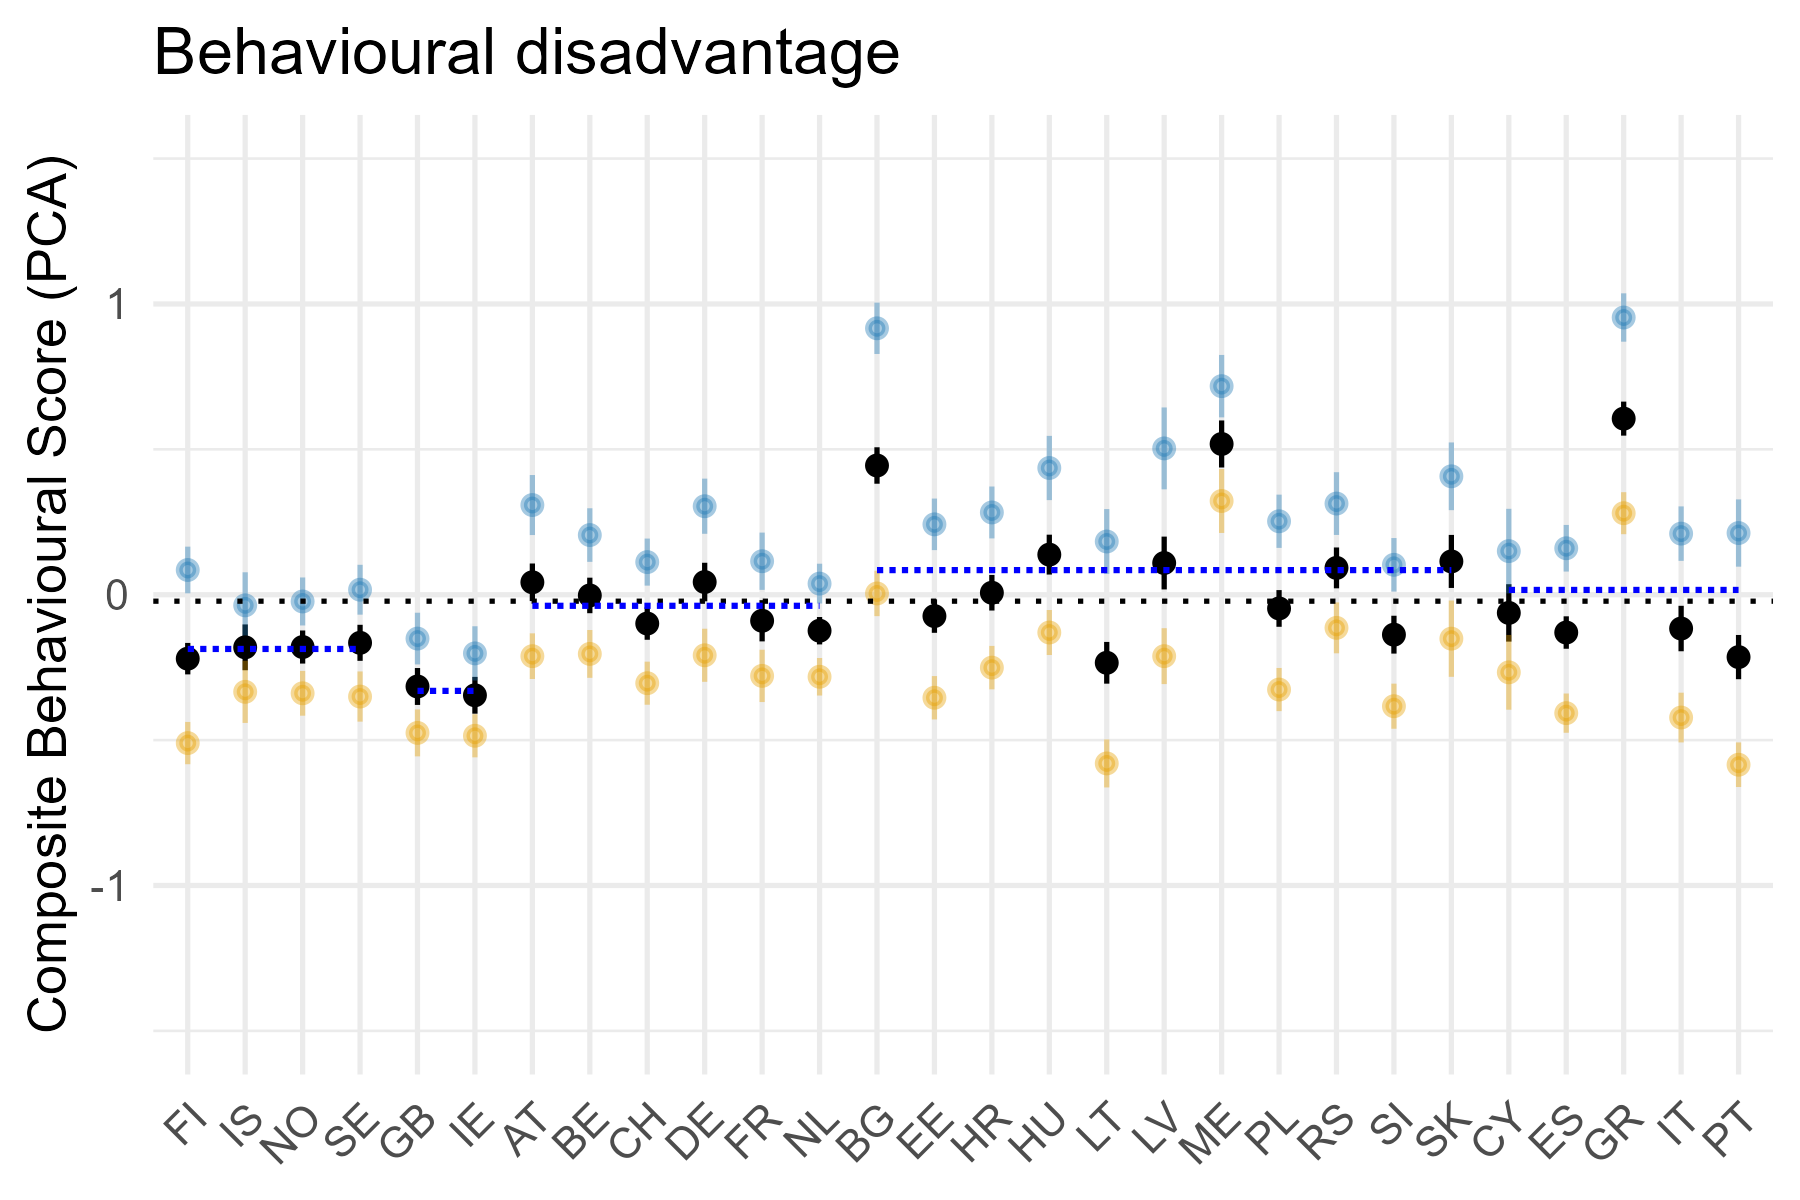 Behavioural disadvantage
Composite Behavioural Score (PCA)
1
0
-1
FI
IS
NO
SE
GB
IE
AT
BE
CH
DE
FR
NL
BG
EE
HR
HU
LT
LV
ME
PL
RS
SI
SK
CY
ES
GR
IT
PT